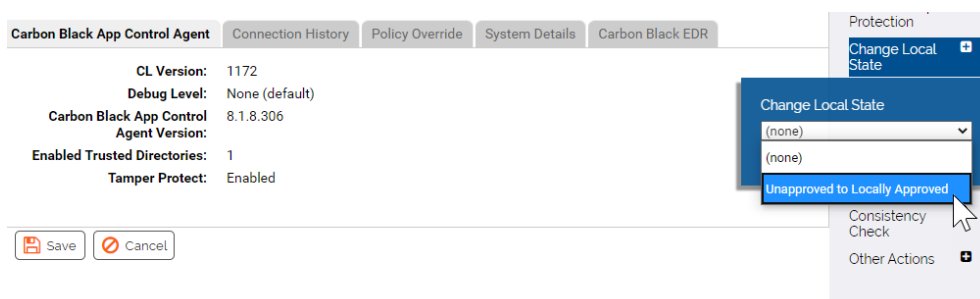 Protection
Carbon Black App Control Agent
Connection History
Policy Override
System Details
Carbon Black EDR
Change Local
State
CL Version: 1172
Debug Level: None (default)
Carbon Black App Control 8.1.8.306
Agent Version:
Enabled Trusted Directories: 1
Tamper Protect: Enabled
Change Local State
(none)
(none)
Unapproved to Locally Approved
Consistency
Check
Other Actions
Save
Cancel